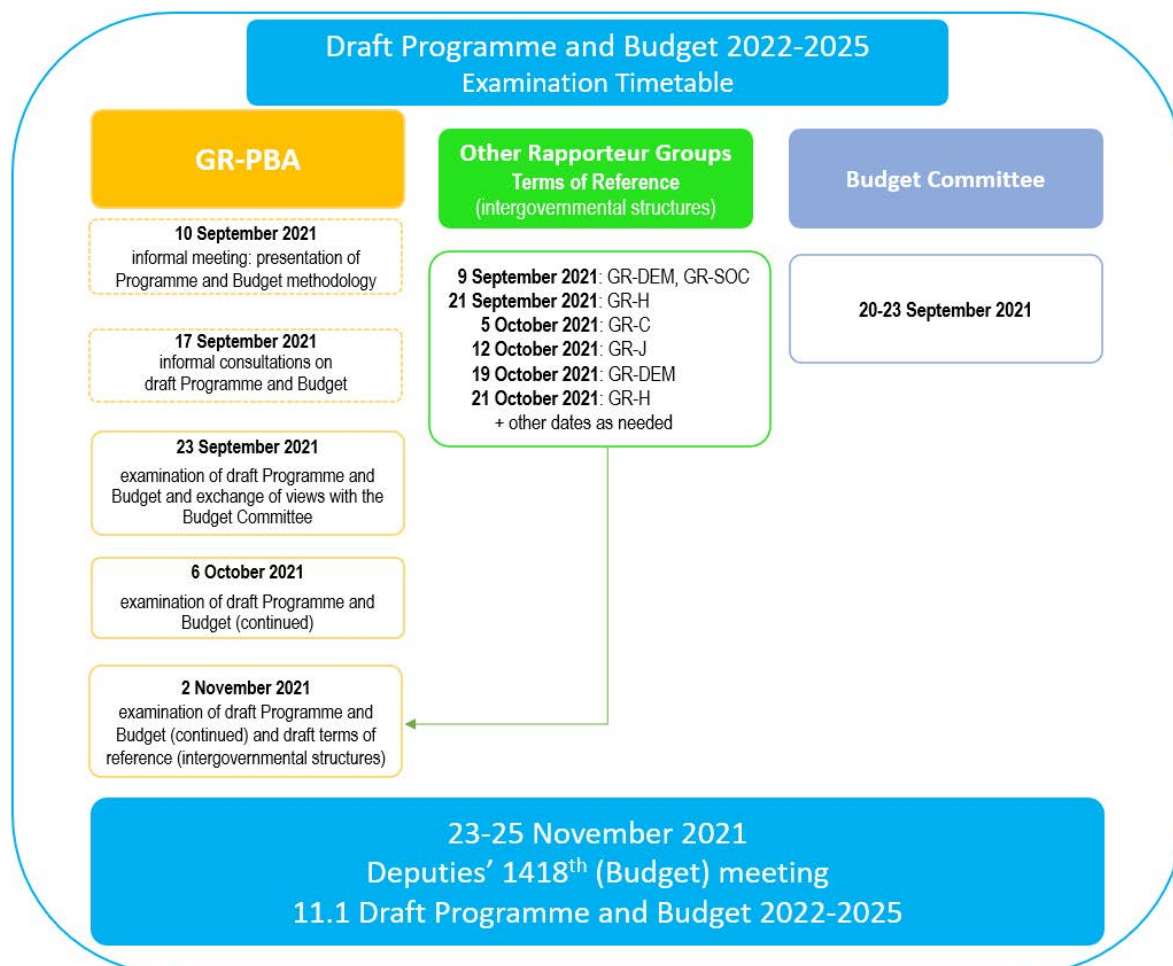 Draft Programme and Budget 2022-2025
Examination Timetable
GR-PBA
10 September 2021
informal meeting: presentation of
Programme and Budget methodology
17 September 2021
informal consultations on
draft Programme and Budget
23 September 2021
examination of draft Programme and
Budget and exchange of views with the
Budget Committee
6 October 2021
examination of draft Programme and
Budget (continued)
2 November 2021
examination of draft Programme and
Budget (continued) and draft terms of
reference (intergovernmental structures)
Other Rapporteur Groups
Terms of Reference
(intergovernmental structures)
9 September 2021: GR-DEM, GR-SOC
21 September 2021: GR-H
5 October 2021: GR-C
12 October 2021: GR-J
19 October 2021: GR-DEM
21 October 2021: GR-H
+ other dates as needed
Budget Committee
20-23 September 2021
23-25 November 2021
Deputies’ 1418th (Budget) meeting
11.1 Draft Programme and Budget 2022-2025